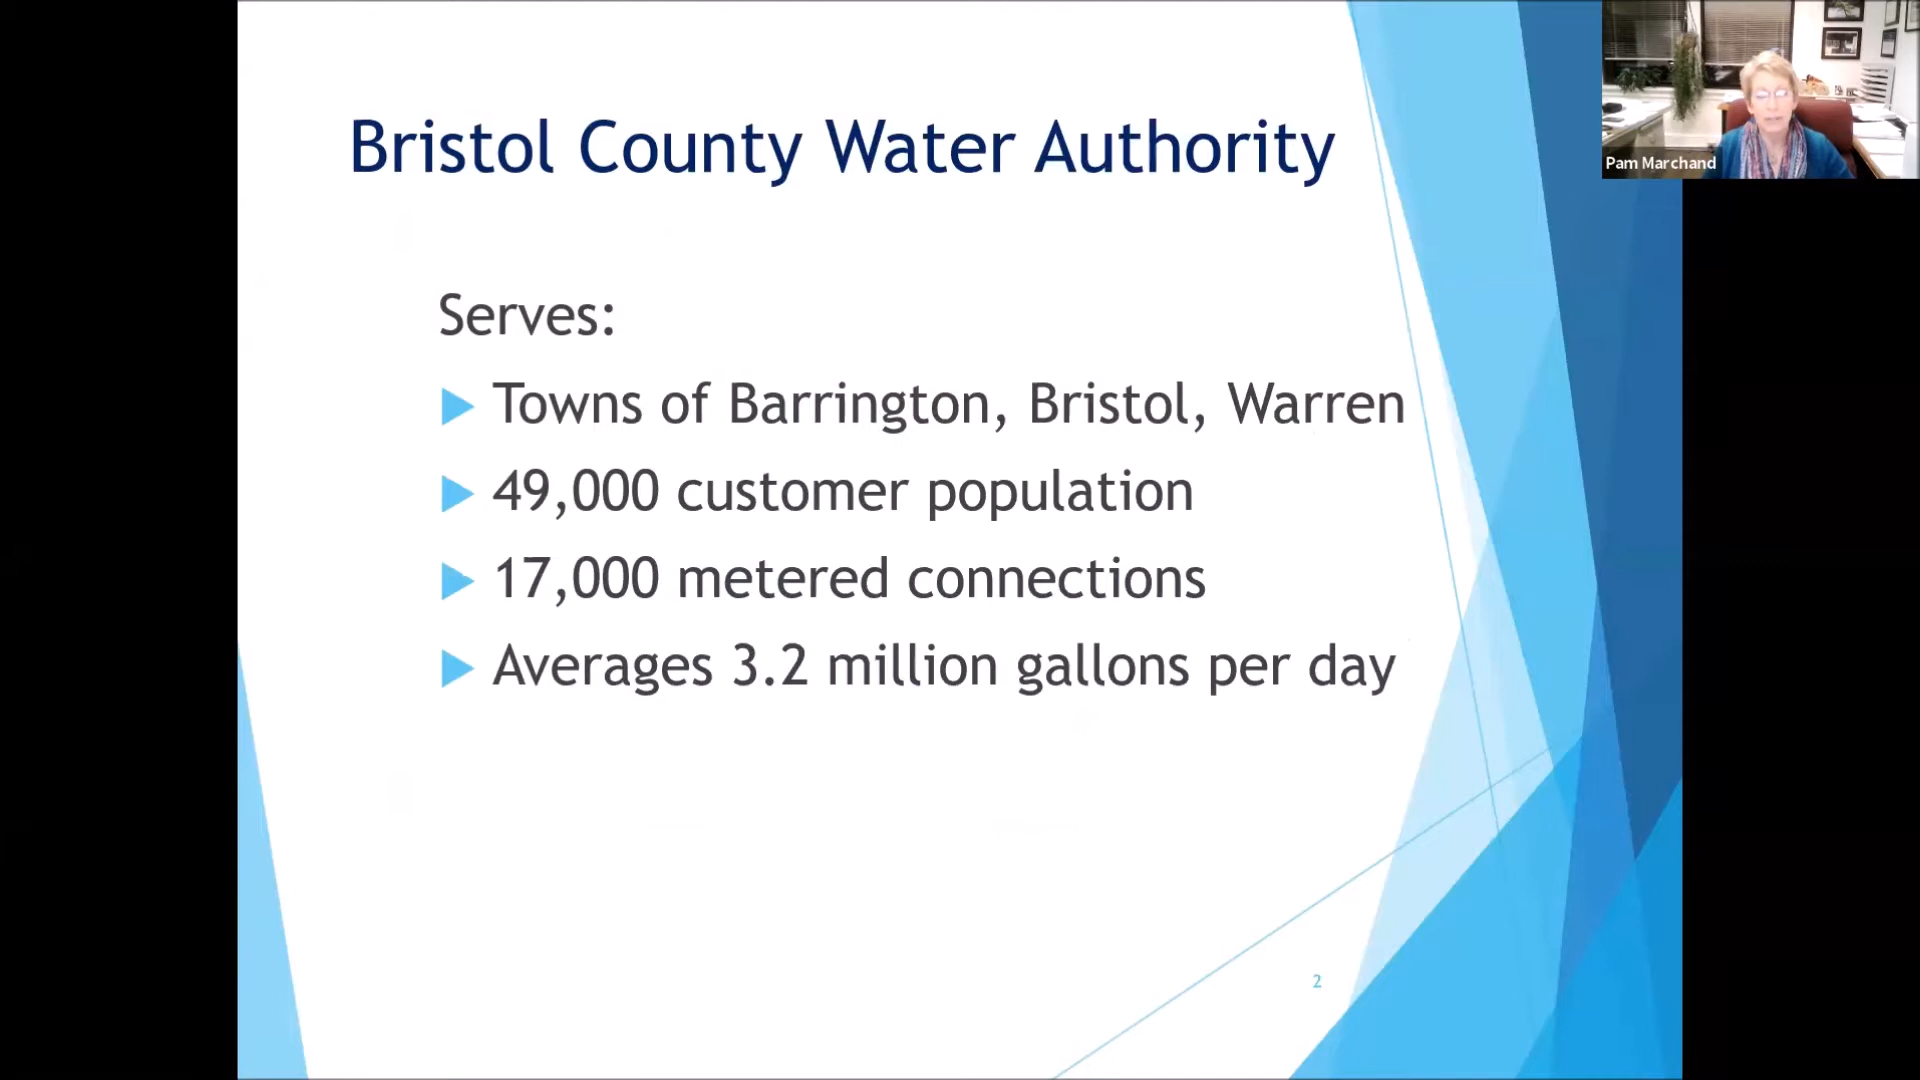 Bristol County Water Authority
Pam Marchand
Serves:
Towns of Barrington, Bristol, Warren
49,000 customer population
17,000 metered connections
Averages 3.2 million gallons per day
2